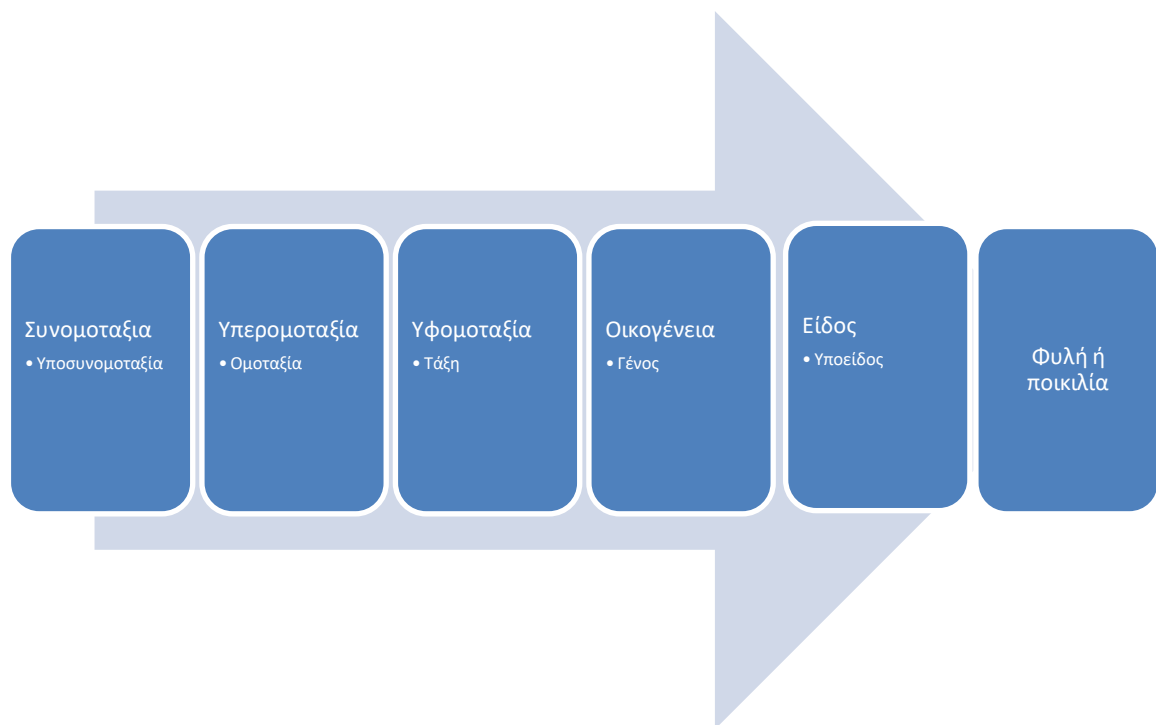 Συνομοταξια
• Υποσυνομοταξία
Υπερομοταξία
• Ομοταξία
Υφομοταξία
• Τάξη
Οικογένεια
• Γένος
Είδος
• Υποείδος
Φυλή ή
ποικιλία